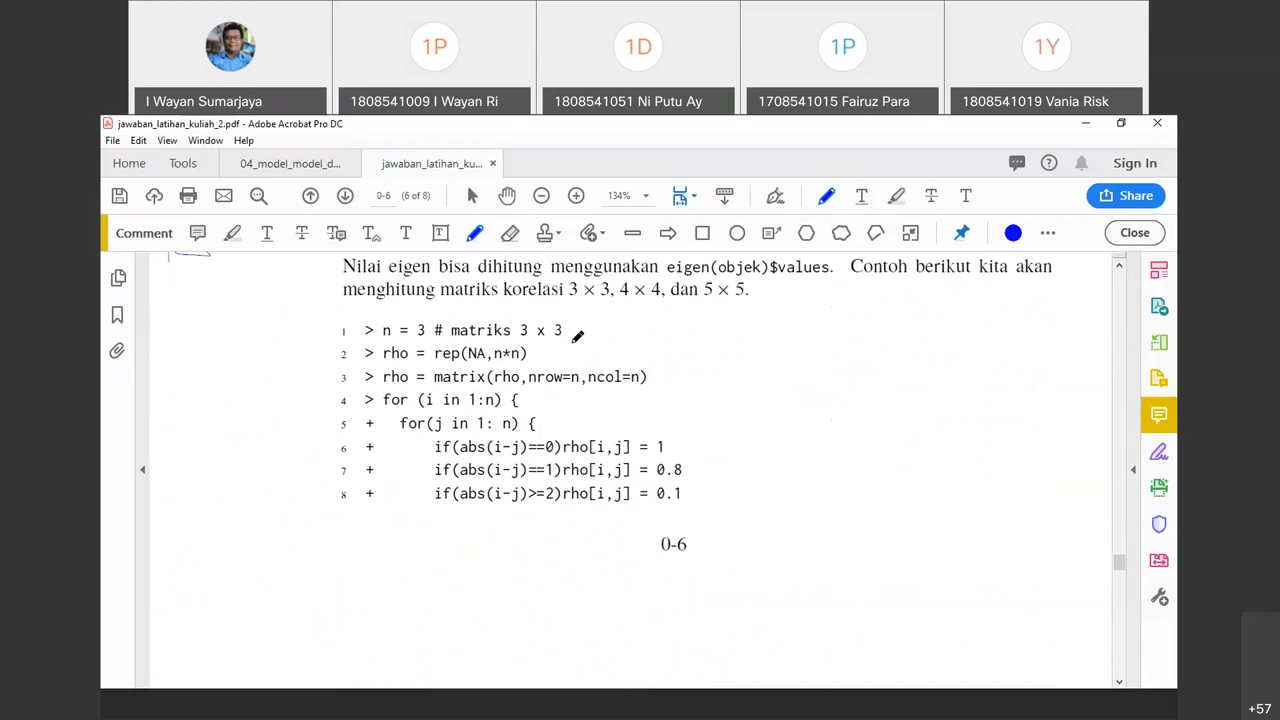 1P
1D
1P
1Y
I Wayan Sumarjaya
1808541009 I Wayan Ri
1808541051 Ni Putu Ay
1708541015 Fairuz Para
1808541019 Vania Risk
jawaban_latihan_kuliah_2.pdf - Adobe Acrobat Pro DC
File Edit View Window Help
Home Tools 04_model_model_d... jawaban_latihan_ku... × Sign In
0-6 (6 of 8) 134% Share
Comment Close
Nilai eigen bisa dihitung menggunakan eigen(objek)$values. Contoh berikut kita akan
menghitung matriks korelasi 3 × 3, 4 × 4, dan 5 × 5.
1 > n = 3 # matriks 3 x 3
2 > rho = rep(NA,n*n)
3 > rho = matrix(rho,nrow=n,ncol=n)
4 > for (i in 1:n) {
5 + for(j in 1: n) {
6 + if(abs(i-j)==0)rho[i,j] = 1
7 + if(abs(i-j)==1)rho[i,j] = 0.8
8 + if(abs(i-j)>=2)rho[i,j] = 0.1
0-6
+57